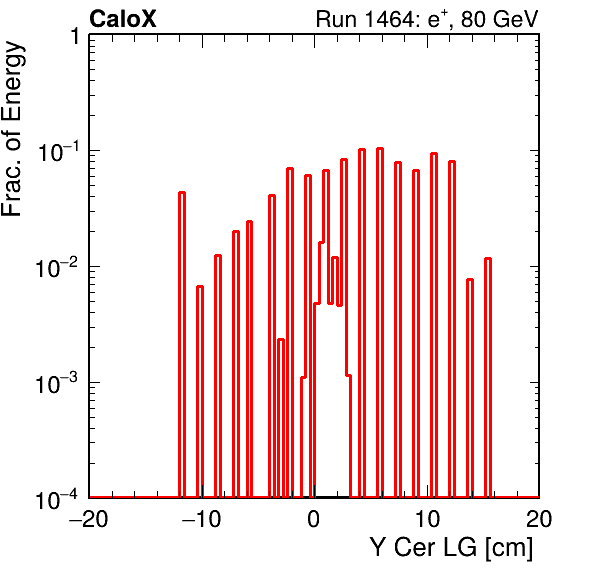 CaloX Run 1464: e⁺, 80 GeV
Frac. of Energy
1
10⁻¹
10⁻²
10⁻³
10⁻⁴
−20 −10 0 10 20
Y Cer LG [cm]